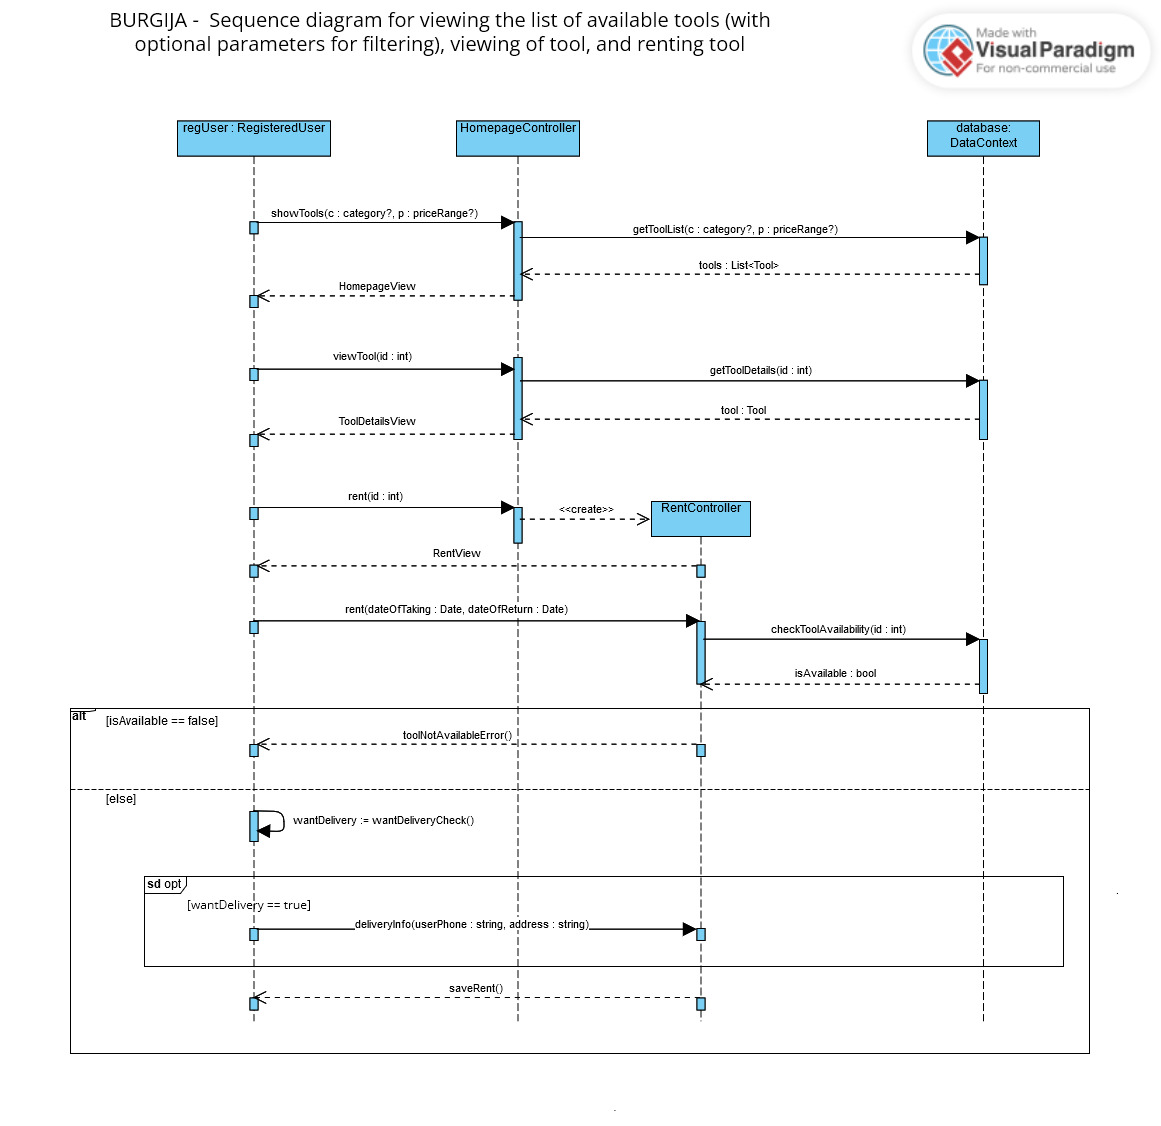 BURGIJA - Sequence diagram for viewing the list of available tools (with
optional parameters for filtering), viewing of tool, and renting tool
Made with
Visual Paradigm
For non-commercial use
regUser : RegisteredUser
HomepageController
database:
DataContext
showTools(c : category?, p : priceRange?)
getToolList(c : category?, p : priceRange?)
tools : List<Tool>
HomepageView
viewTool(id : int)
getToolDetails(id : int)
tool : Tool
ToolDetailsView
rent(id : int)
<<create>>
RentController
RentView
rent(dateOfTaking : Date, dateOfReturn : Date)
checkToolAvailability(id : int)
isAvailable : bool
alt
[isAvailable == false]
toolNotAvailableError()
[else]
wantDelivery := wantDeliveryCheck()
sd opt
[wantDelivery == true]
deliveryInfo(userPhone : string, address : string)
saveRent()